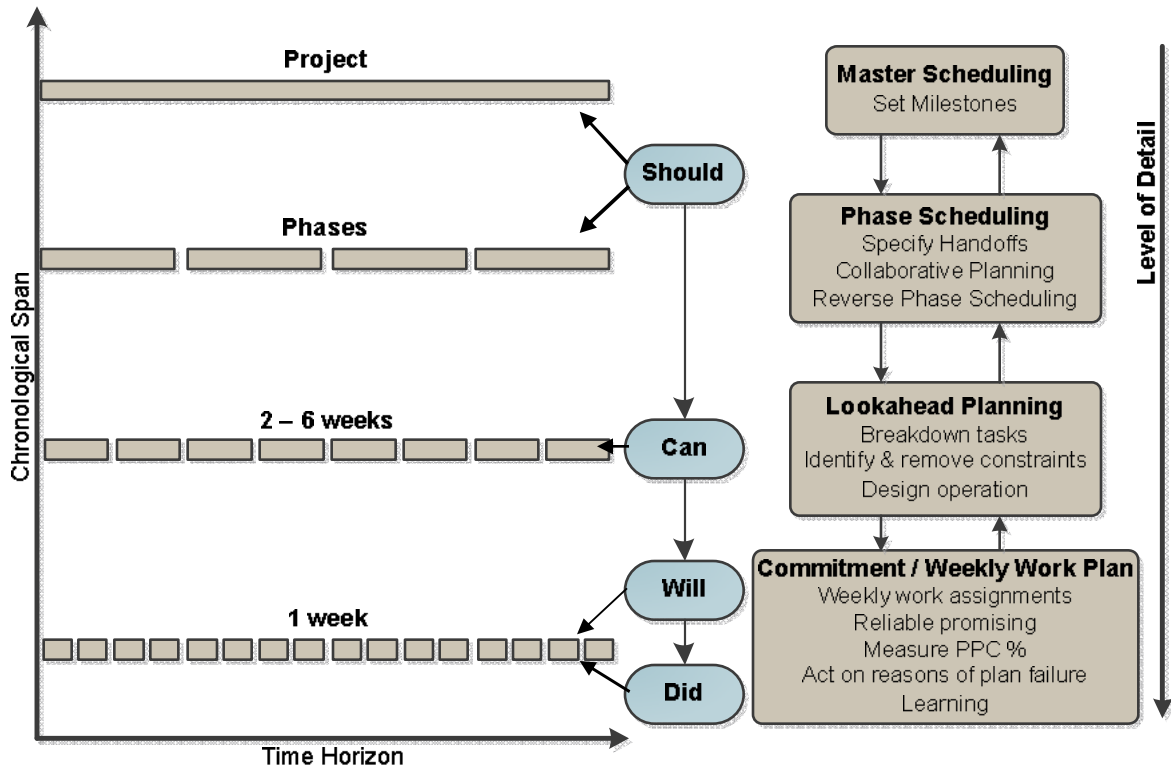 Project
Should
Phases
2 – 6 weeks
Can
Will
1 week
Did
Chronological Span
Time Horizon
Master Scheduling
Set Milestones
Phase Scheduling
Specify Handoffs
Collaborative Planning
Reverse Phase Scheduling
Lookahead Planning
Breakdown tasks
Identify & remove constraints
Design operation
Commitment / Weekly Work Plan
Weekly work assignments
Reliable promising
Measure PPC %
Act on reasons of plan failure
Learning
Level of Detail